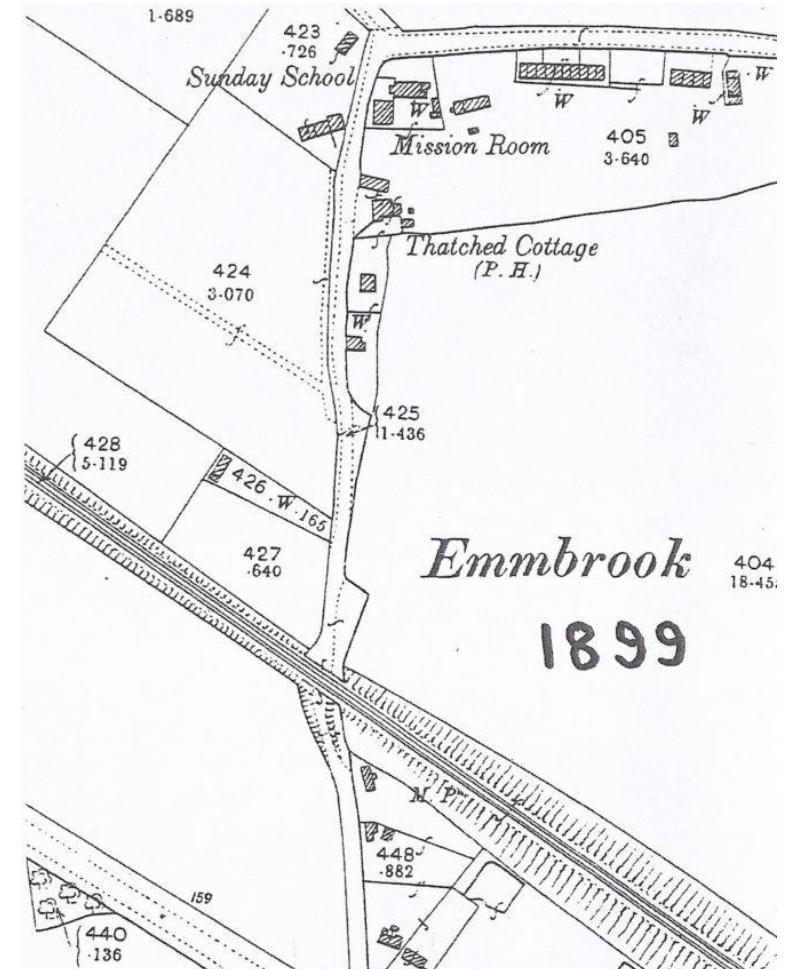 1·689
423
·726
Sunday School
W
W
W
W
W
Mission Room
405
3·640
Thatched Cottage
(P. H.)
424
3·070
W
425
1·436
428
5·119
426 . W . 165
427
·640
Emmbrook
404
1899
M P
448
·882
159
440
·136